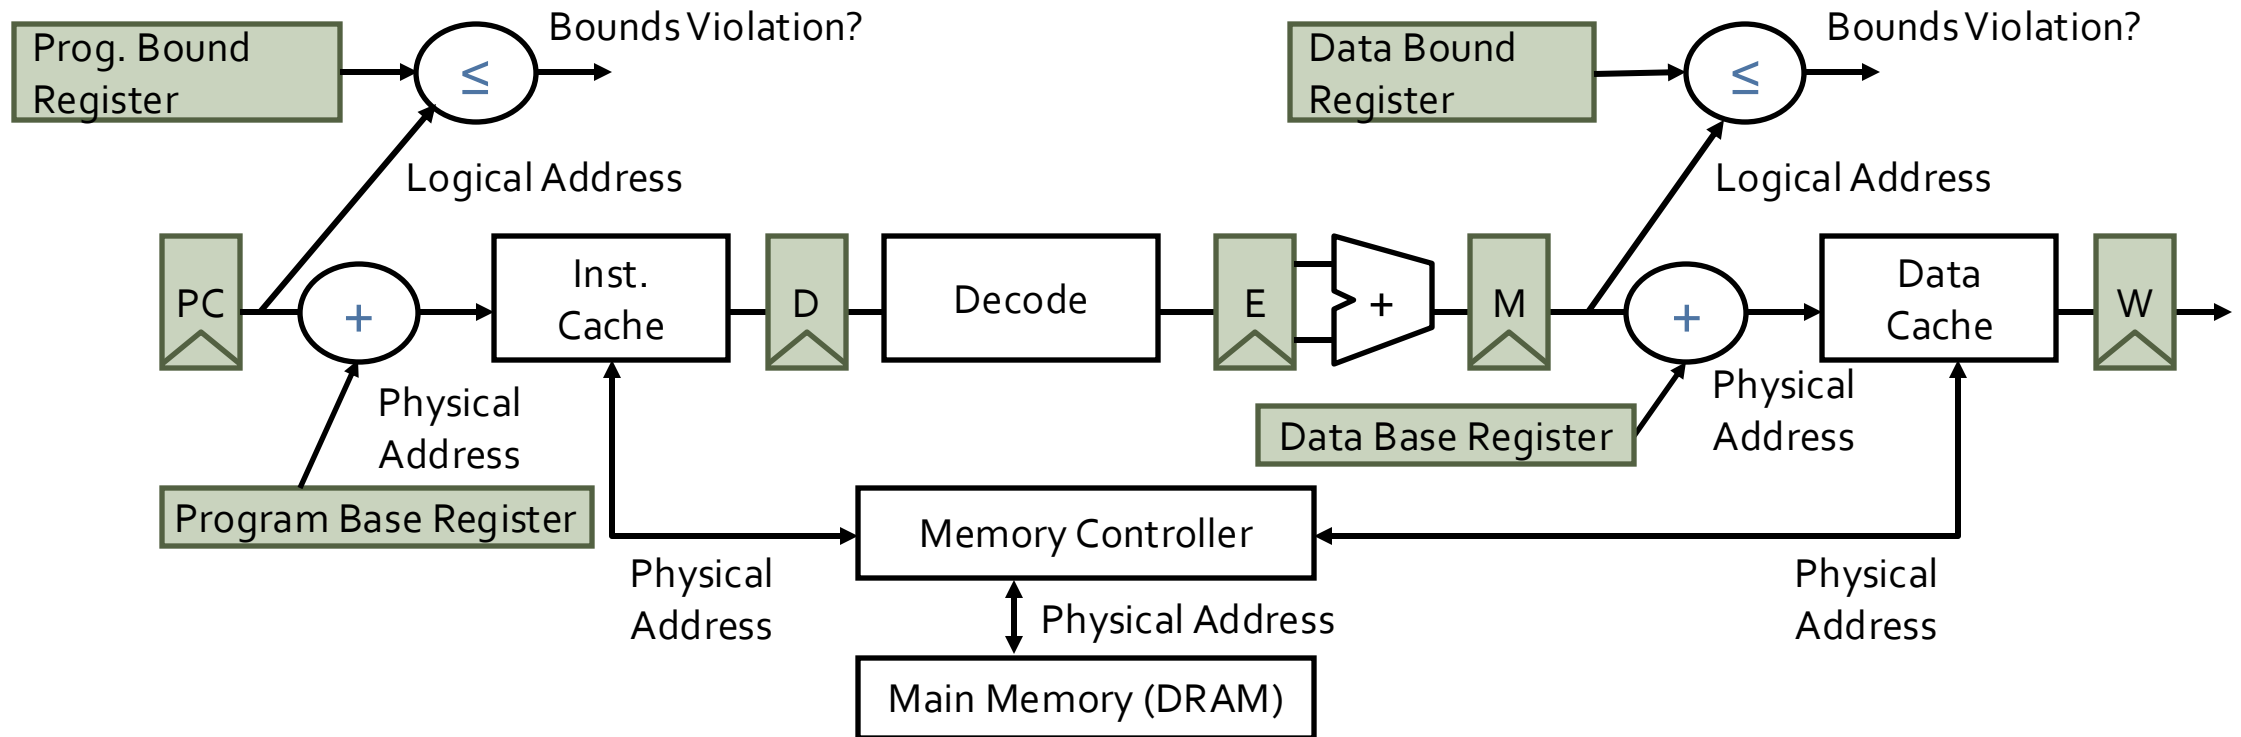 Prog. Bound
Register
≤
Bounds Violation?
Data Bound
Register
≤
Bounds Violation?
Logical Address
Logical Address
PC
+
Inst.
Cache
D
Decode
E
+
M
+
Data
Cache
W
Physical
Address
Physical
Address
Data Base Register
Program Base Register
Memory Controller
Physical
Address
Physical Address
Physical
Address
Main Memory (DRAM)